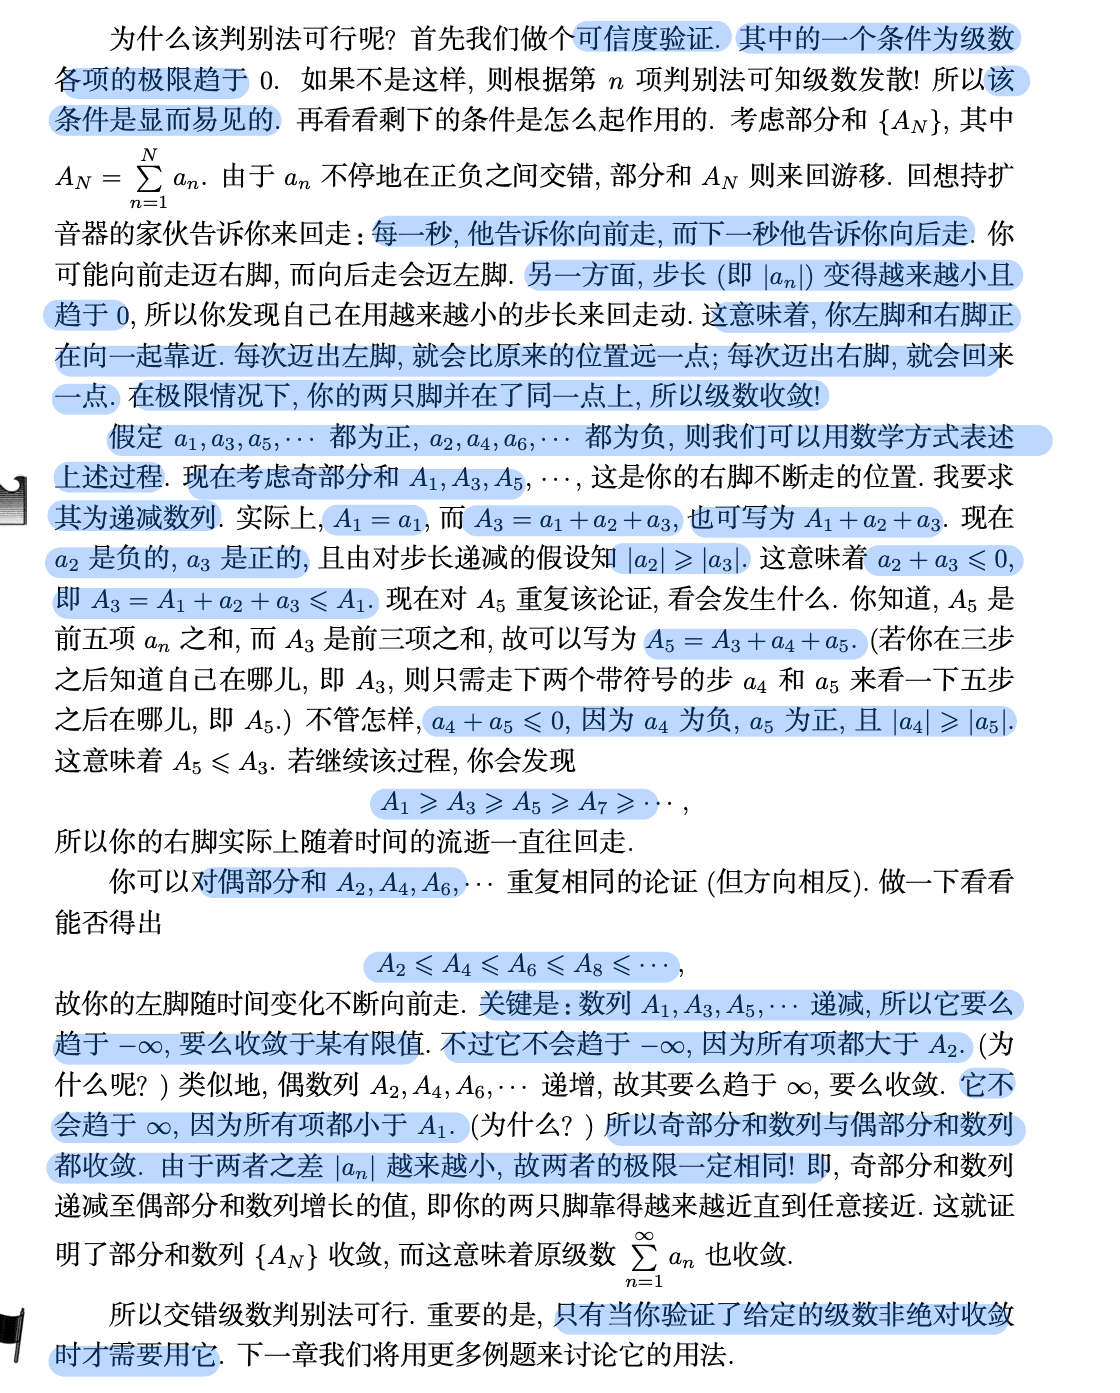 为什么该判别法可行呢? 首先我们做个可信度验证. 其中的一个条件为级数
各项的极限趋于 0. 如果不是这样, 则根据第 n 项判别法可知级数发散! 所以该
条件是显而易见的. 再看看剩下的条件是怎么起作用的. 考虑部分和 {A_N}, 其中
A_N = ∑_{n=1}^{N} a_n. 由于 a_n 不停地在正负之间交错, 部分和 A_N 则来回游移. 回想持扩
音器的家伙告诉你来回走: 每一秒, 他告诉你向前走, 而下一秒他告诉你向后走. 你
可能向前走迈右脚, 而向后走会迈左脚. 另一方面, 步长 (即 |a_n|) 变得越来越小且
趋于 0, 所以你发现自己在用越来越小的步长来回走动. 这意味着, 你左脚和右脚正
在向一起靠近. 每次迈出左脚, 就会比原来的位置远一点; 每次迈出右脚, 就会回来
一点. 在极限情况下, 你的两只脚并在了同一点上, 所以级数收敛!
假定 a_1, a_3, a_5, ⋯ 都为正, a_2, a_4, a_6, ⋯ 都为负, 则我们可以用数学方式表述
上述过程. 现在考虑奇部分和 A_1, A_3, A_5, ⋯, 这是你的右脚不断走的位置. 我要求
其为递减数列. 实际上, A_1 = a_1, 而 A_3 = a_1 + a_2 + a_3, 也可写为 A_1 + a_2 + a_3. 现在
a_2 是负的, a_3 是正的, 且由对步长递减的假设知 |a_2| ⩾ |a_3|. 这意味着 a_2 + a_3 ⩽ 0,
即 A_3 = A_1 + a_2 + a_3 ⩽ A_1. 现在对 A_5 重复该论证, 看会发生什么. 你知道, A_5 是
前五项 a_n 之和, 而 A_3 是前三项之和, 故可以写为 A_5 = A_3 + a_4 + a_5. (若你在三步
之后知道自己在哪儿, 即 A_3, 则只需走下两个带符号的步 a_4 和 a_5 来看一下五步
之后在哪儿, 即 A_5.) 不管怎样, a_4 + a_5 ⩽ 0, 因为 a_4 为负, a_5 为正, 且 |a_4| ⩾ |a_5|.
这意味着 A_5 ⩽ A_3. 若继续该过程, 你会发现
A_1 ⩾ A_3 ⩾ A_5 ⩾ A_7 ⩾ ⋯ ,
所以你的右脚实际上随着时间的流逝一直往回走.
你可以对偶部分和 A_2, A_4, A_6, ⋯ 重复相同的论证 (但方向相反). 做一下看看
能否得出
A_2 ⩽ A_4 ⩽ A_6 ⩽ A_8 ⩽ ⋯ ,
故你的左脚随时间变化不断向前走. 关键是: 数列 A_1, A_3, A_5, ⋯ 递减, 所以它要么
趋于 −∞, 要么收敛于某有限值. 不过它不会趋于 −∞, 因为所有项都大于 A_2. (为
什么呢? ) 类似地, 偶数列 A_2, A_4, A_6, ⋯ 递增, 故其要么趋于 ∞, 要么收敛. 它不
会趋于 ∞, 因为所有项都小于 A_1. (为什么? ) 所以奇部分和数列与偶部分和数列
都收敛. 由于两者之差 |a_n| 越来越小, 故两者的极限一定相同! 即, 奇部分和数列
递减至偶部分和数列增长的值, 即你的两只脚靠得越来越近直到任意接近. 这就证
明了部分和数列 {A_N} 收敛, 而这意味着原级数 ∑_{n=1}^{∞} a_n 也收敛.
所以交错级数判别法可行. 重要的是, 只有当你验证了给定的级数非绝对收敛
时才需要用它. 下一章我们将用更多例题来讨论它的用法.